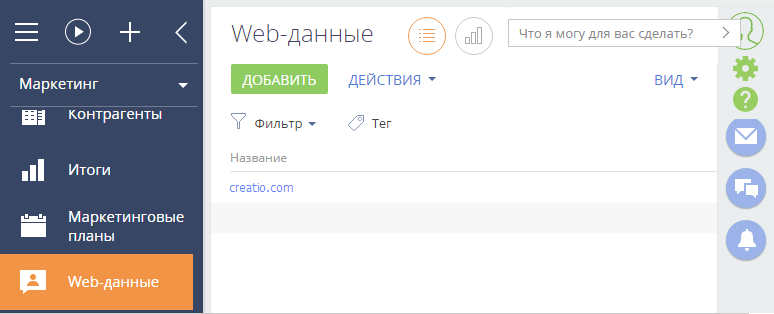 Web-данные
Что я могу для вас сделать?
Маркетинг
ДОБАВИТЬ
ДЕЙСТВИЯ
ВИД
Контрагенты
Фильтр
Тег
Название
Итоги
creatio.com
Маркетинговые
планы
Web-данные